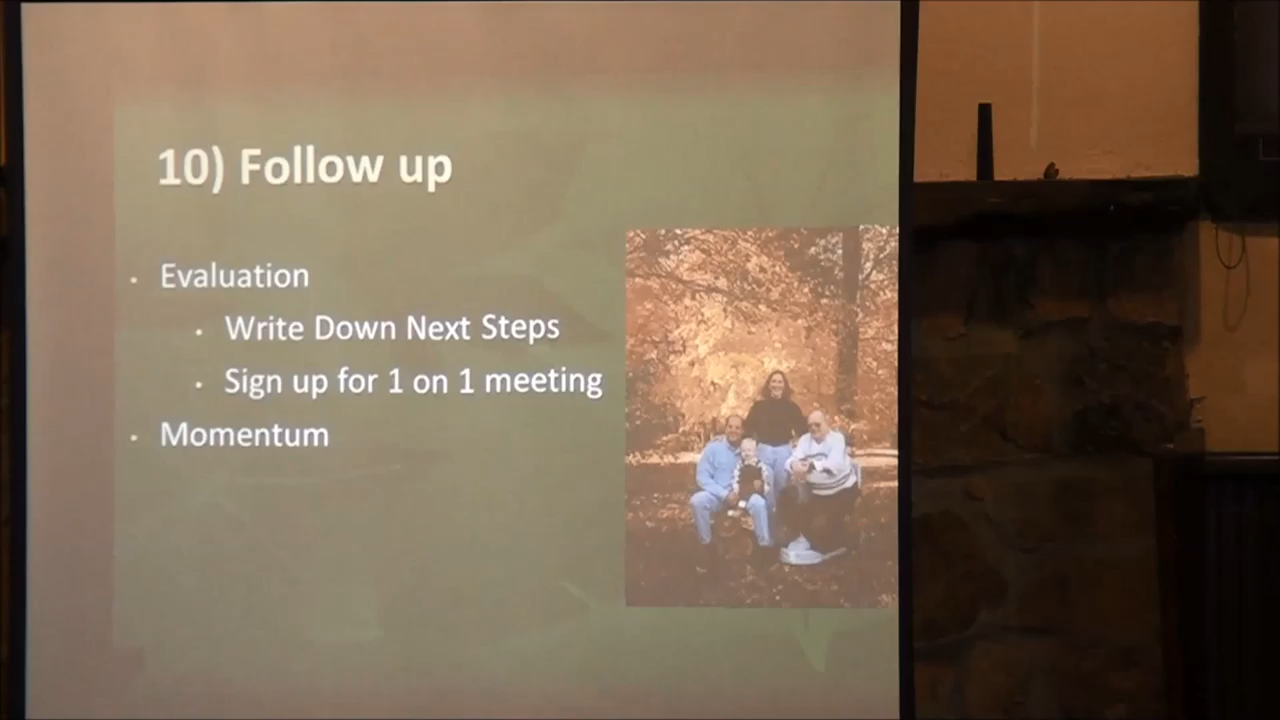 10) Follow up
• Evaluation
• Write Down Next Steps
• Sign up for 1 on 1 meeting
• Momentum